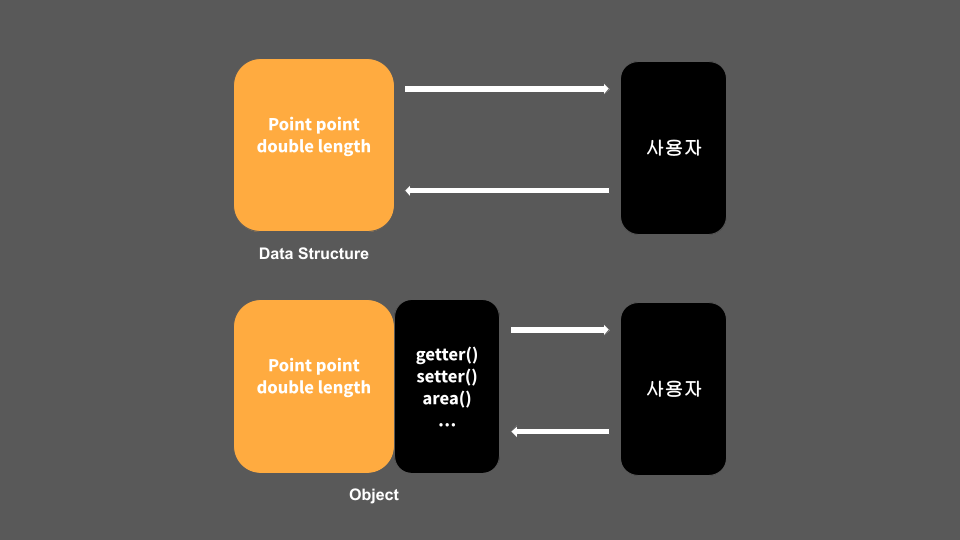 Point point
double length
사용자
Data Structure
Point point
double length
getter()
setter()
area()
...
사용자
Object